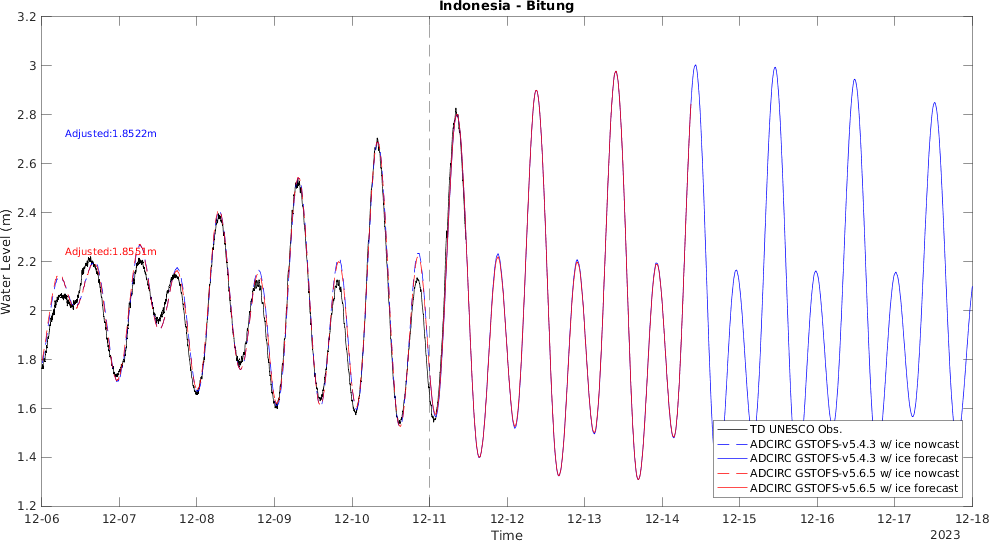 Indonesia - Bitung
3.2
3
2.8
2.6
2.4
2.2
2
1.8
1.6
1.4
1.2
Water Level (m)
Adjusted:1.8522m
Adjusted:1.8551m
TD UNESCO Obs.
ADCIRC GSTOFS-v5.4.3 w/ ice nowcast
ADCIRC GSTOFS-v5.4.3 w/ ice forecast
ADCIRC GSTOFS-v5.6.5 w/ ice nowcast
ADCIRC GSTOFS-v5.6.5 w/ ice forecast
12-06 12-07 12-08 12-09 12-10 12-11 12-12 12-13 12-14 12-15 12-16 12-17 12-18
Time
2023